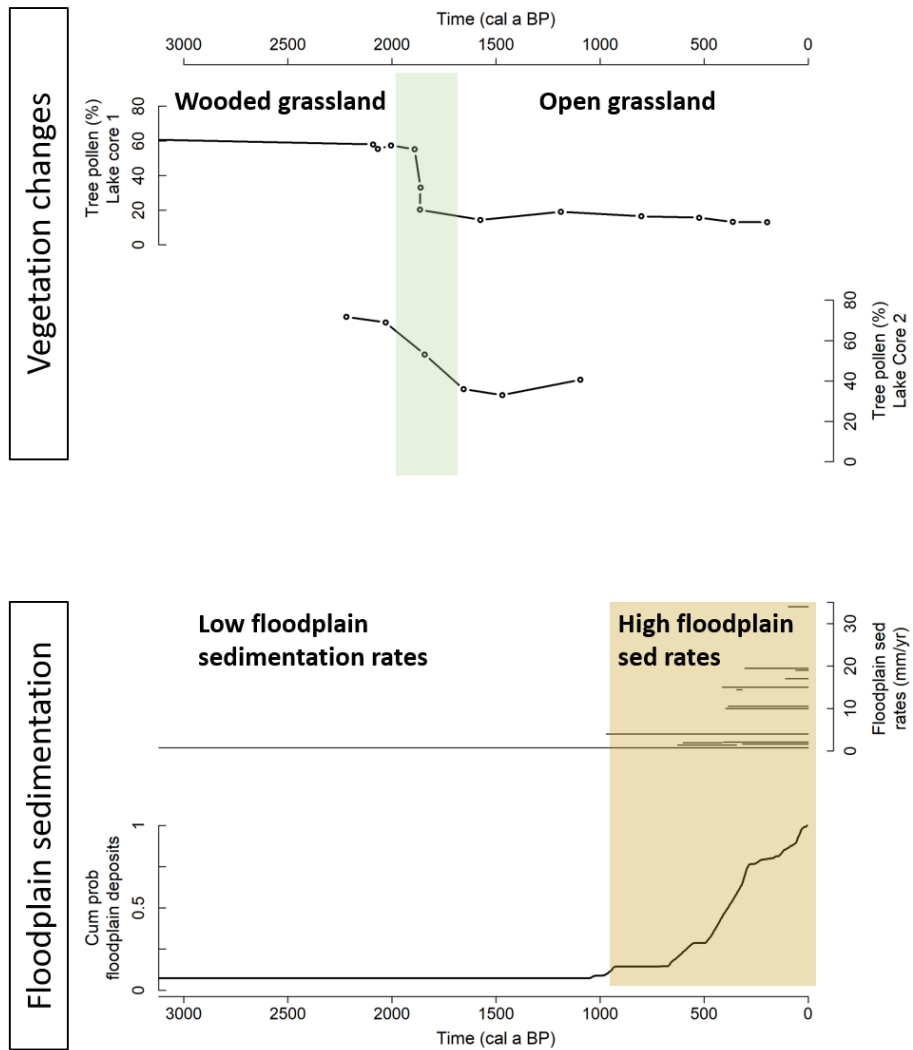 Time (cal a BP)
3000 2500 2000 1500 1000 500 0
Vegetation changes
Wooded grassland
Open grassland
Tree pollen (%)
Lake core 1
80
60
40
20
0
Tree pollen (%)
Lake Core 2
80
60
40
20
0
Floodplain sedimentation
Low floodplain
sedimentation rates
High floodplain
sed rates
Floodplain sed
rates (mm/yr)
30
20
10
0
Cum prob
floodplain deposits
1
0.5
0
3000 2500 2000 1500 1000 500 0
Time (cal a BP)